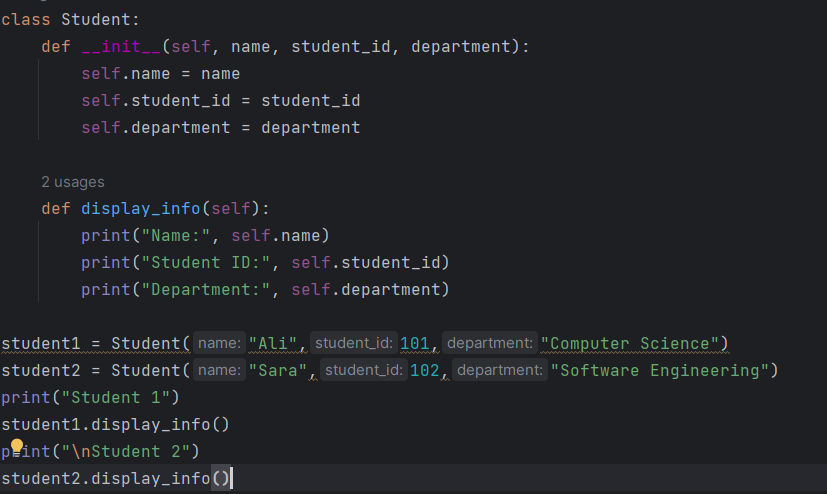 class Student:
    def __init__(self, name, student_id, department):
        self.name = name
        self.student_id = student_id
        self.department = department
    2 usages
    def display_info(self):
        print("Name:", self.name)
        print("Student ID:", self.student_id)
        print("Department:", self.department)
student1 = Student( name: "Ali", student_id: 101, department: "Computer Science")
student2 = Student( name: "Sara", student_id: 102, department: "Software Engineering")
print("Student 1")
student1.display_info()
print("\nStudent 2")
student2.display_info()